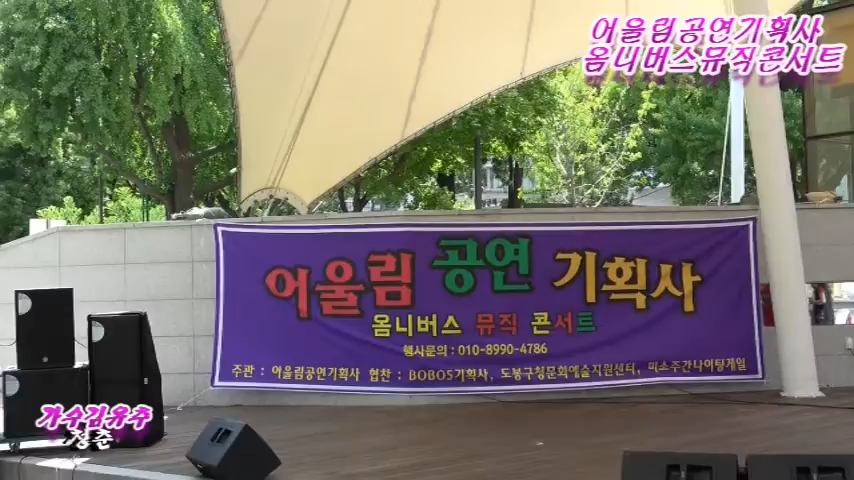 어울림공연기획사
옴니버스뮤직콘서트
어울림 공연 기획사
옴니버스 뮤직 콘서트
행사문의 : 010-8990-4786
주관 : 어울림공연기획사 협찬 : BOBOS기획사, 도봉구청문화예술지원센터, 미소주간나이팅게일
가수김유주
청춘